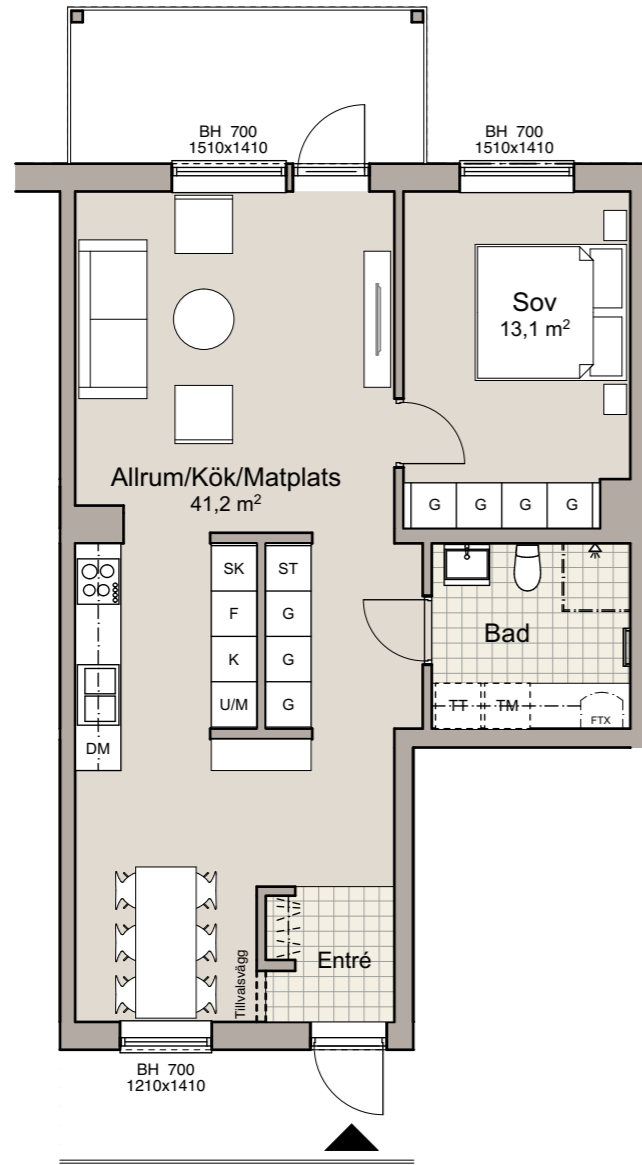 BH 700
1510x1410
BH 700
1510x1410
Sov
13,1 m²
Allrum/Kök/Matplats
41,2 m²
G G G G
SK ST
F G
K G
U/M G
Bad
DM
TT TM
FTX
Tillvalsvägg
Entré
BH 700
1210x1410